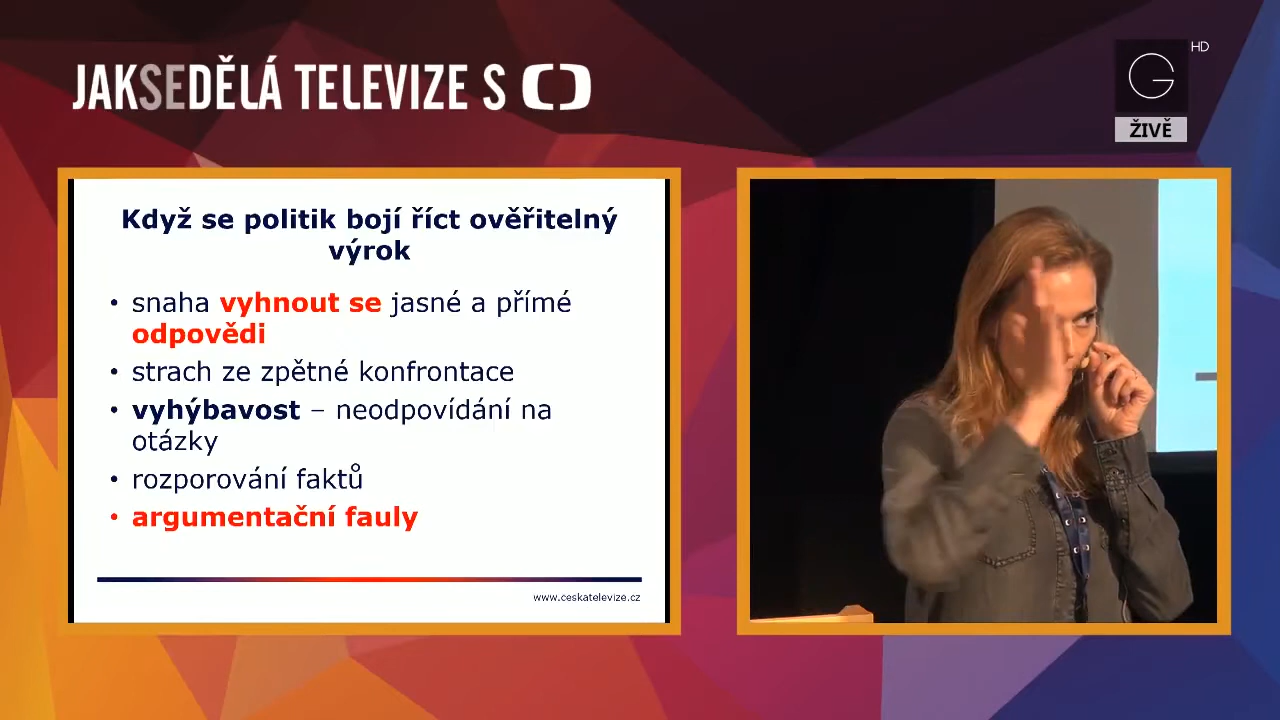 JAKSEDĚLÁ TELEVIZE S
HD
G
ŽIVĚ
Když se politik bojí říct ověřitelný
výrok
• snaha vyhnout se jasné a přímé
odpovědi
• strach ze zpětné konfrontace
• vyhýbavost – neodpovídání na
otázky
• rozporování faktů
• argumentační fauly
www.ceskatelevize.cz